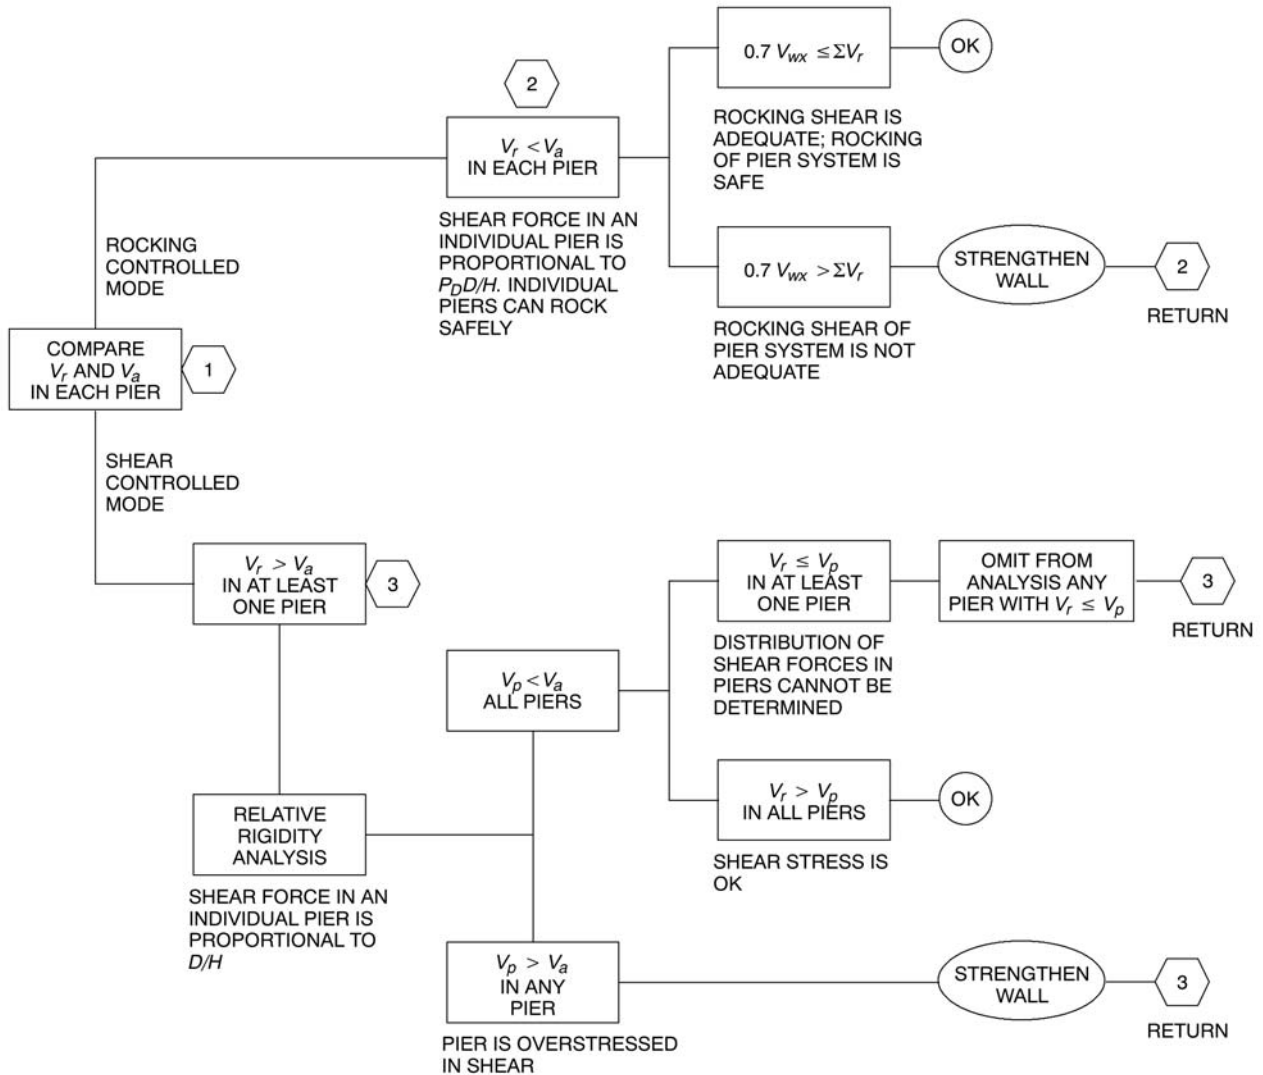 2
V_r < V_a
IN EACH PIER
SHEAR FORCE IN AN
INDIVIDUAL PIER IS
PROPORTIONAL TO
P_D D/H. INDIVIDUAL
PIERS CAN ROCK
SAFELY
0.7 V_wx ≤ ΣV_r
OK
ROCKING SHEAR IS
ADEQUATE; ROCKING
OF PIER SYSTEM IS
SAFE
0.7 V_wx > ΣV_r
STRENGTHEN
WALL
2
RETURN
ROCKING SHEAR OF
PIER SYSTEM IS NOT
ADEQUATE
ROCKING
CONTROLLED
MODE
COMPARE
V_r AND V_a
IN EACH PIER
1
SHEAR
CONTROLLED
MODE
V_r > V_a
IN AT LEAST
ONE PIER
3
RELATIVE
RIGIDITY
ANALYSIS
SHEAR FORCE IN AN
INDIVIDUAL PIER IS
PROPORTIONAL TO
D/H
V_p < V_a
ALL PIERS
V_r ≤ V_p
IN AT LEAST
ONE PIER
OMIT FROM
ANALYSIS ANY
PIER WITH V_r ≤ V_p
3
RETURN
DISTRIBUTION OF
SHEAR FORCES IN
PIERS CANNOT BE
DETERMINED
V_r > V_p
IN ALL PIERS
OK
SHEAR STRESS IS
OK
V_p > V_a
IN ANY
PIER
PIER IS OVERSTRESSED
IN SHEAR
STRENGTHEN
WALL
3
RETURN